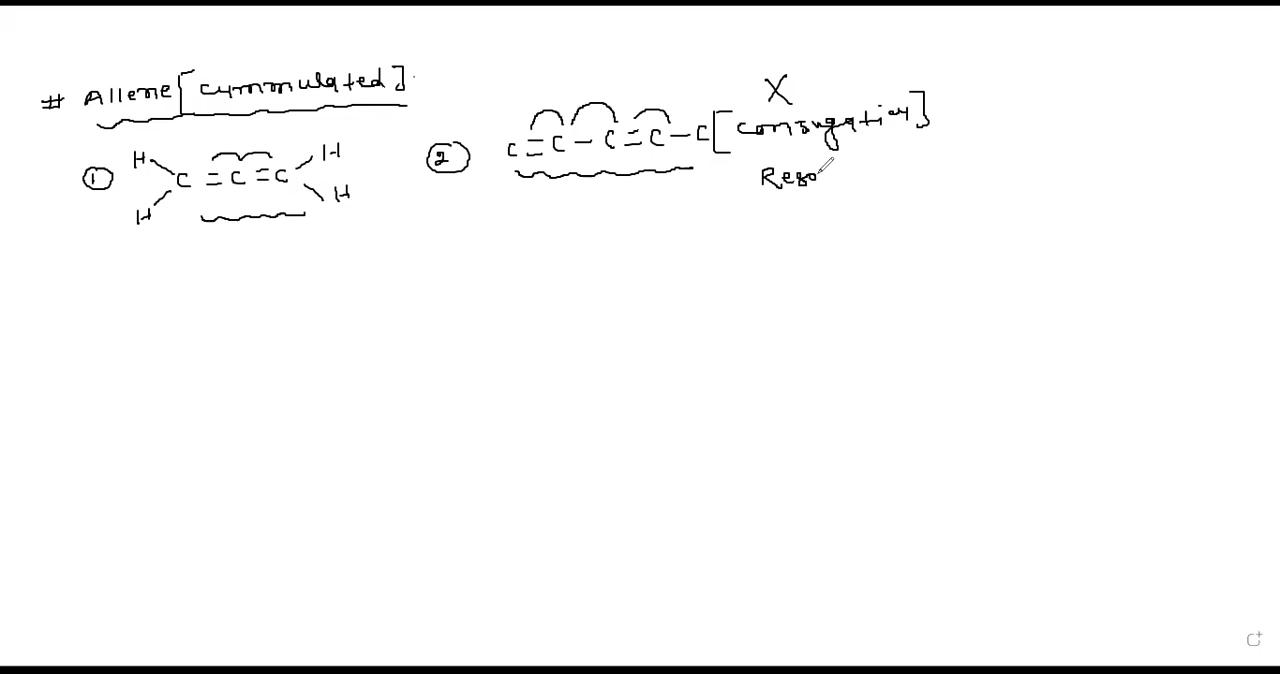 # Allene [cummulated]
① H C = C = C H H H
② C = C - C = C - C [conjugation] X
Reso